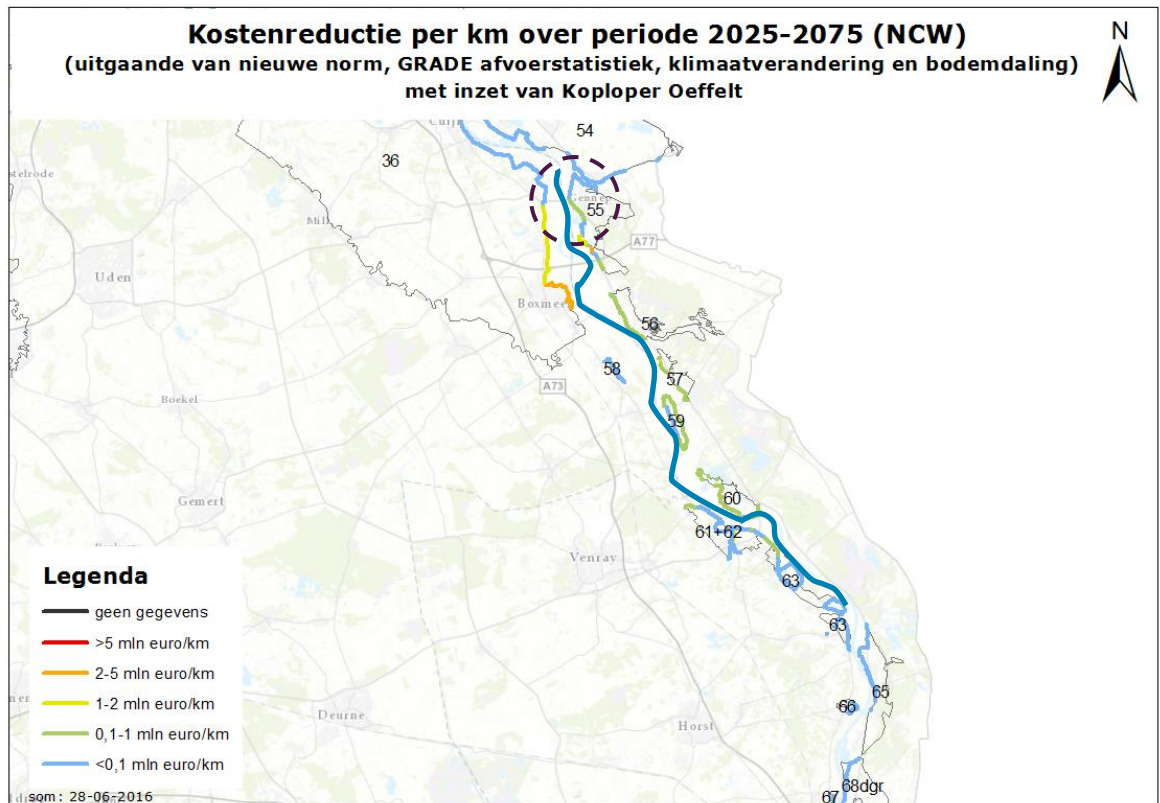 Kostenreductie per km over periode 2025-2075 (NCW)
(uitgaande van nieuwe norm, GRADE afvoerstatistiek, klimaatverandering en bodemdaling)
met inzet van Koploper Oeffelt
N
54
36
Gennep
55
Mill
A77
Uden
Boxmee
56
58
57
A73
Boekel
59
Gemert
60
61+62
Venray
63
63
65
66
Deurne
Horst
68dgr
67
Legenda
geen gegevens
>5 mln euro/km
2-5 mln euro/km
1-2 mln euro/km
0,1-1 mln euro/km
<0,1 mln euro/km
som: 28-06-2016